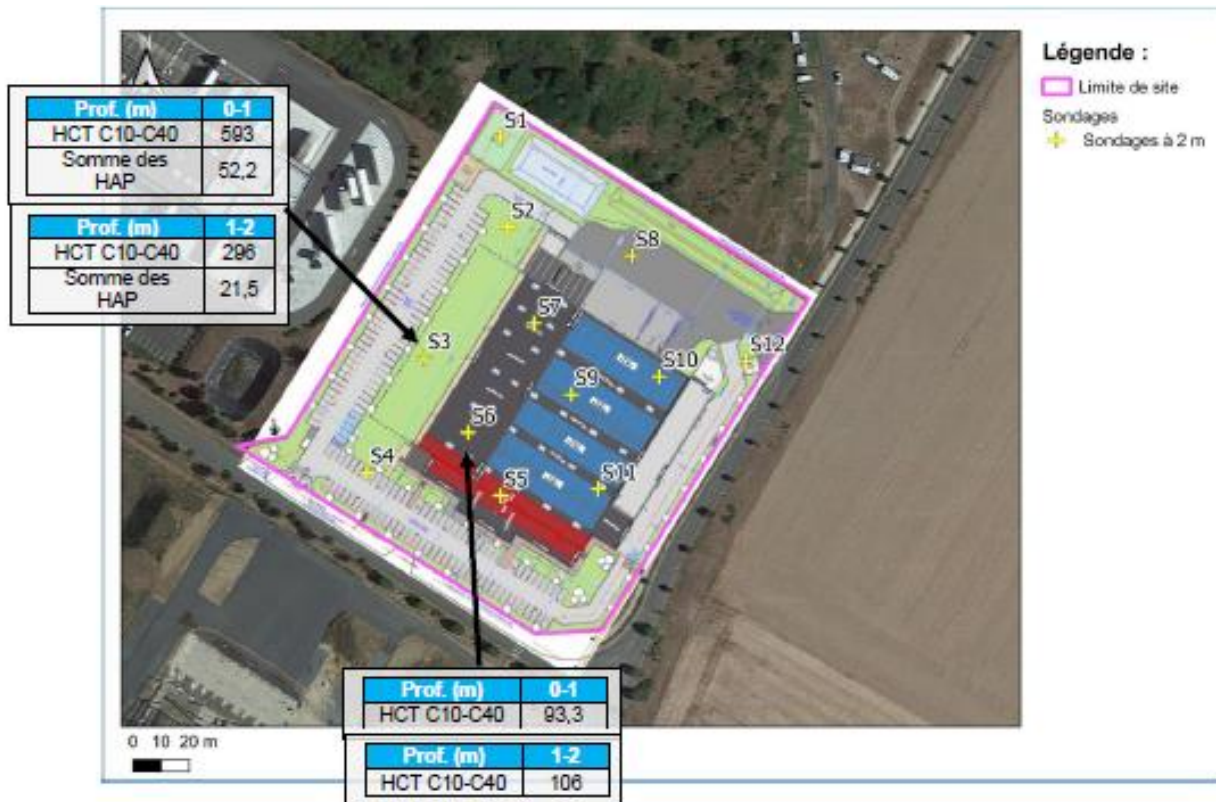 Légende :
Limite de site
Sondages
Sondages à 2 m
Prof. (m) 0-1
HCT C10-C40 593
Somme des HAP 52,2
Prof. (m) 1-2
HCT C10-C40 296
Somme des HAP 21,5
S1
S2
S8
S7
S3
S10
S12
S9
S6
S4
S5
S11
Prof. (m) 0-1
HCT C10-C40 93,3
Prof. (m) 1-2
HCT C10-C40 106
0 10 20 m